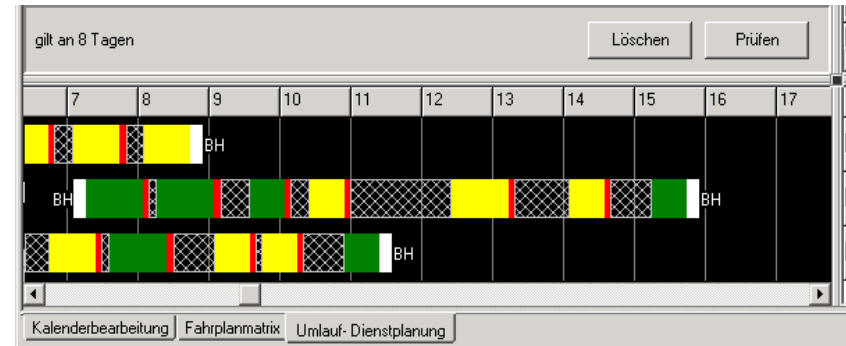 gilt an 8 Tagen Löschen Prüfen
7 8 9 10 11 12 13 14 15 16 17
BH
BH BH
BH
Kalenderbearbeitung Fahrplanmatrix Umlauf- Dienstplanung